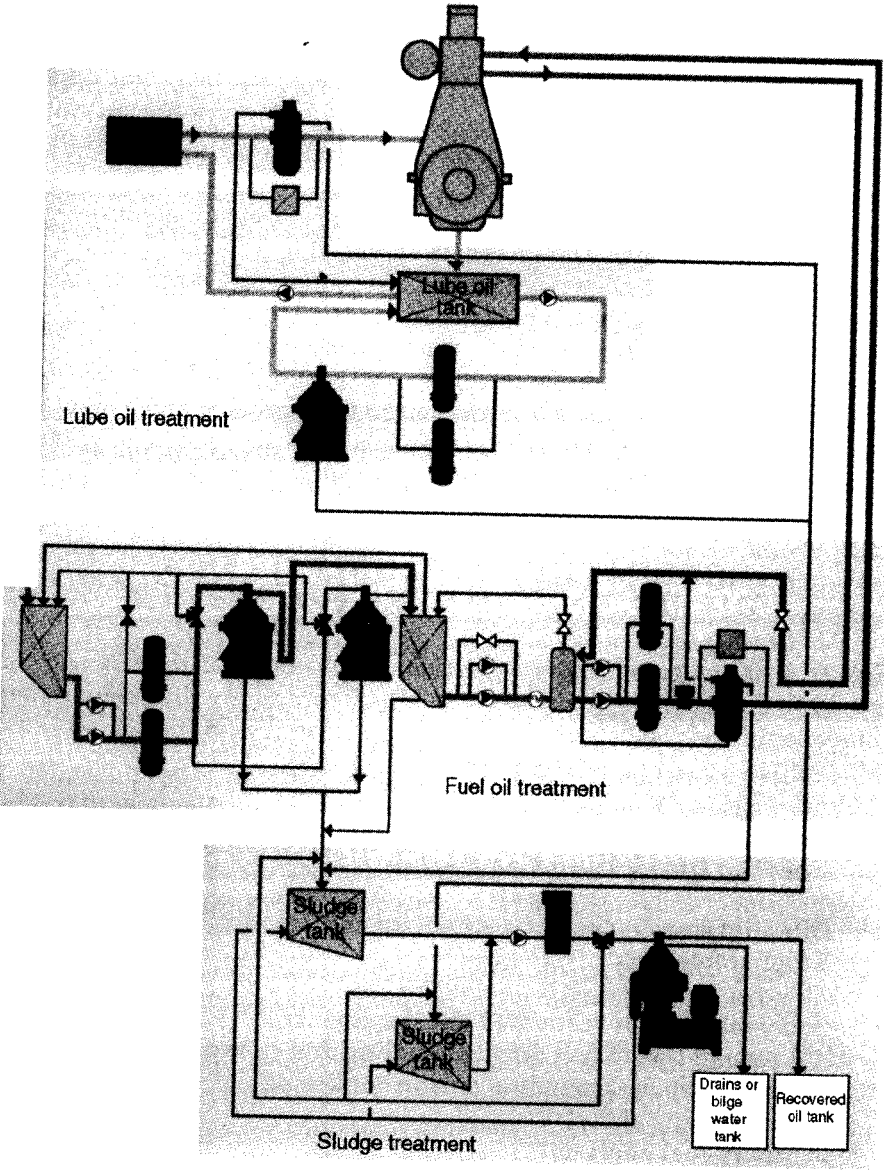 Lube oil
tank
Lube oil treatment
Fuel oil treatment
Sludge
tank
Sludge
tank
Drains or
bilge
water
tank
Recovered
oil tank
Sludge treatment